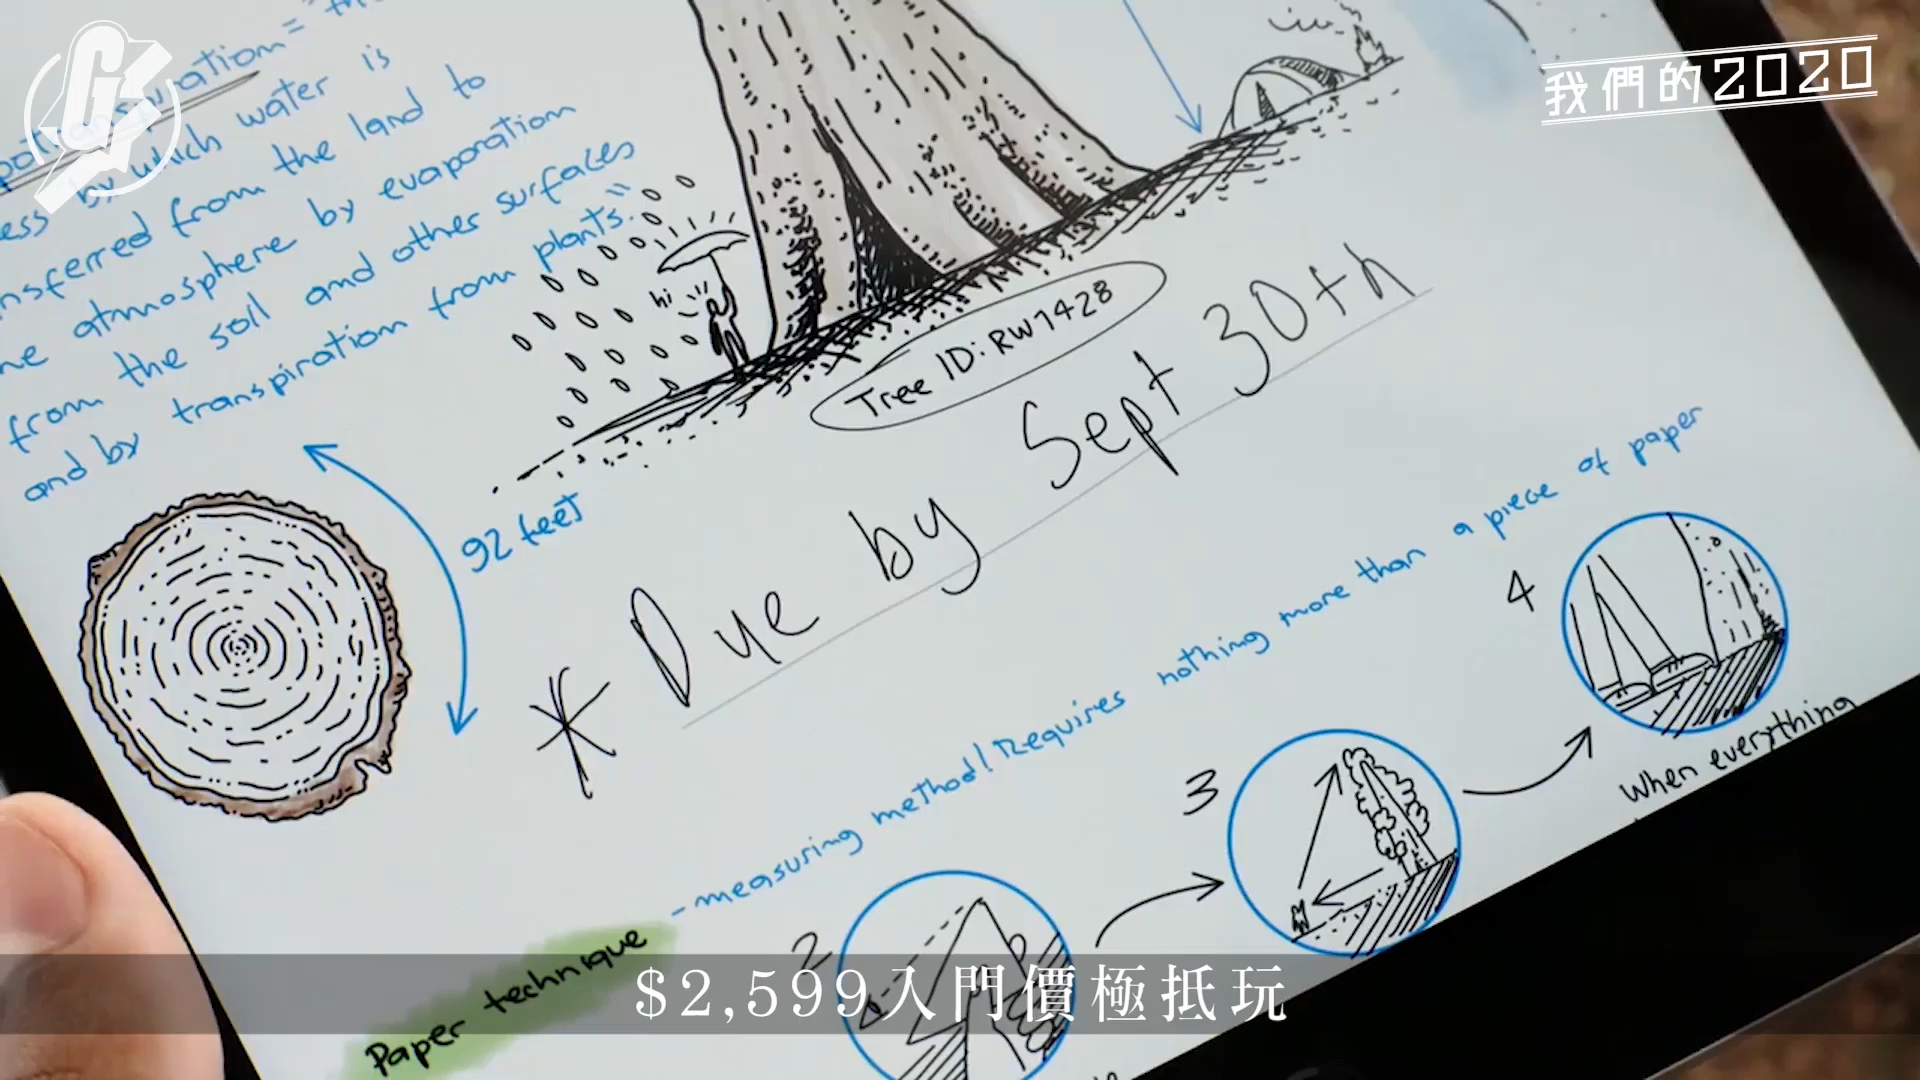 我們的2020
by which water is
from the land to
atmosphere by evaporation
from the soil and other surfaces
and by transpiration from plants."
hi
Tree ID: RW1428
92 feet
* Due by Sept 30th
- measuring method! Requires nothing more than a piece of paper
Paper technique
2
3
4
When everything
$2,599入門價極抵玩